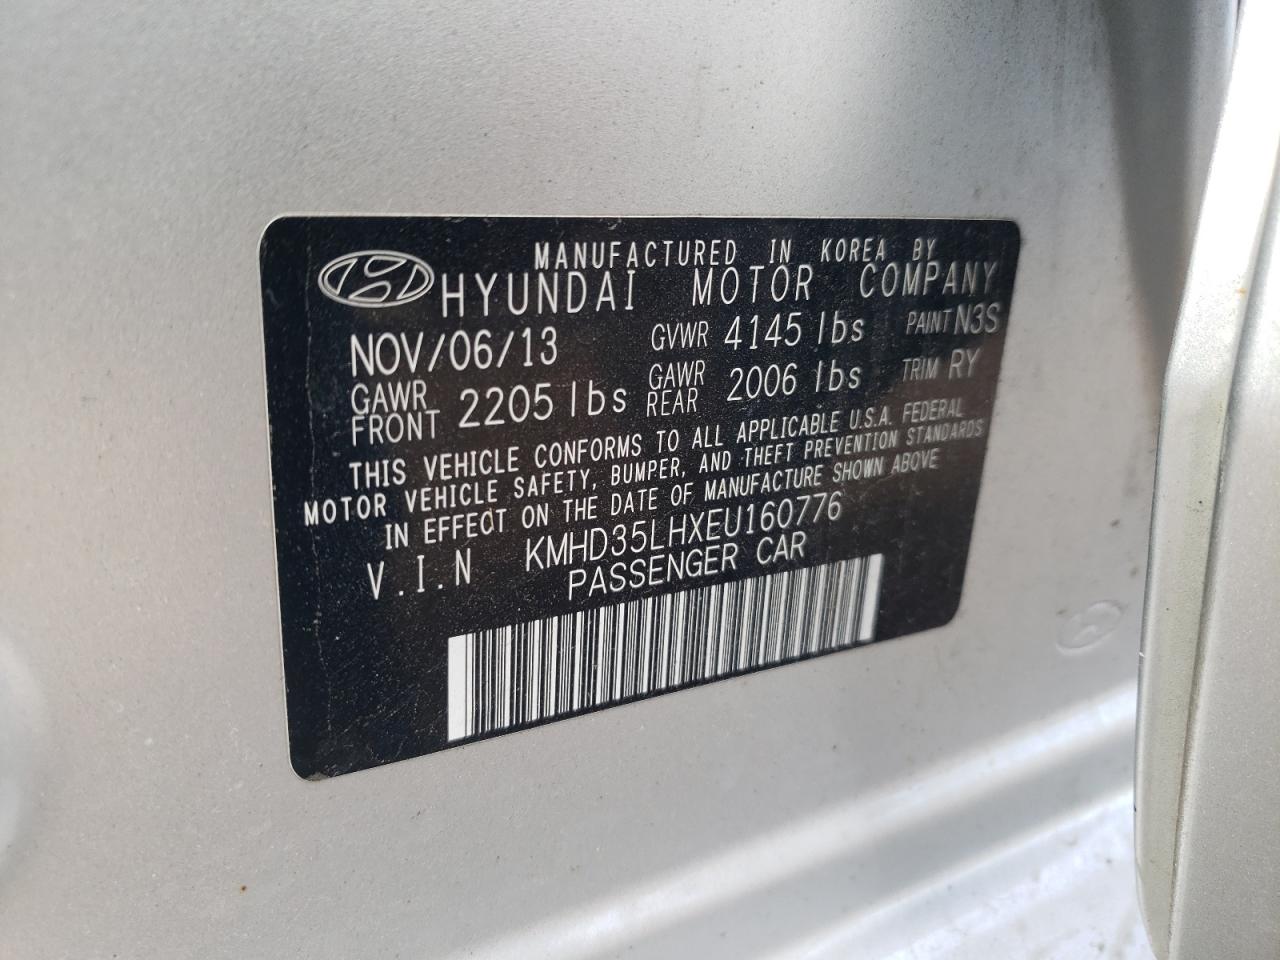 MANUFACTURED IN KOREA BY
HYUNDAI MOTOR COMPANY
NOV/06/13 GVWR 4145 lbs PAINT N3S
GAWR FRONT 2205 lbs GAWR REAR 2006 lbs TRIM RY
THIS VEHICLE CONFORMS TO ALL APPLICABLE U.S.A. FEDERAL
MOTOR VEHICLE SAFETY, BUMPER, AND THEFT PREVENTION STANDARDS
IN EFFECT ON THE DATE OF MANUFACTURE SHOWN ABOVE
V.I.N KMHD35LHXEU160776
PASSENGER CAR